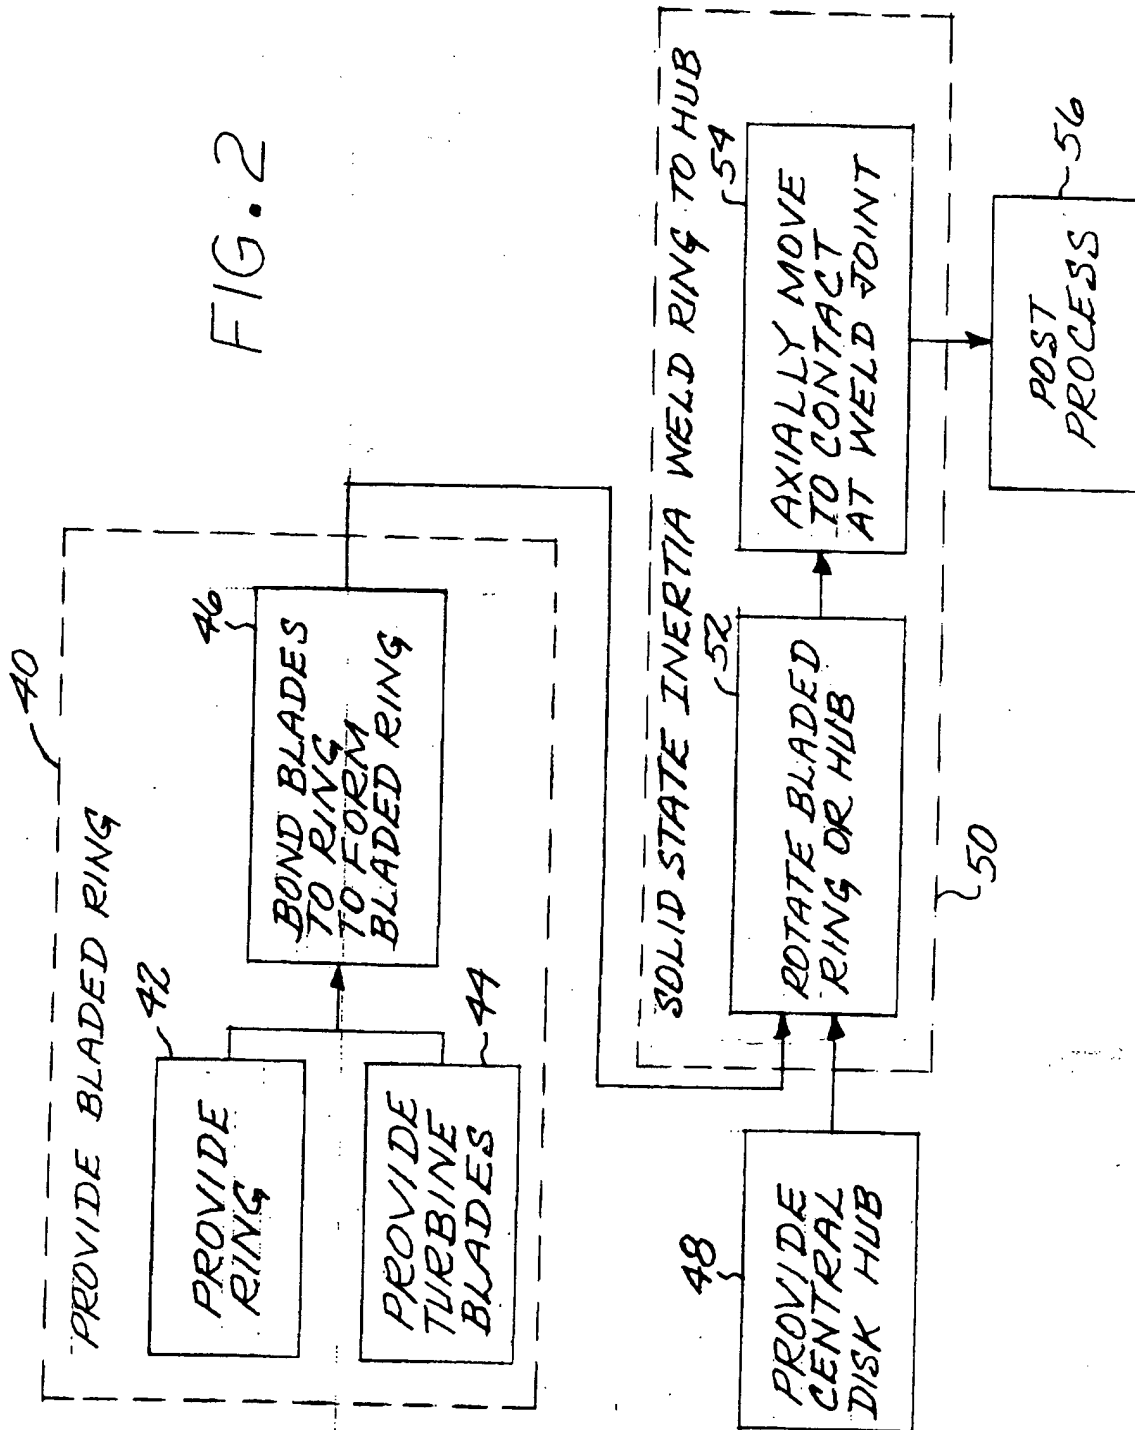 FIG. 2
40
PROVIDE BLADED RING
42
PROVIDE
RING
44
PROVIDE
TURBINE
BLADES
46
BOND BLADES
TO RING
TO FORM
BLADED RING
48
PROVIDE
CENTRAL
DISK HUB
SOLID STATE INERTIA WELD RING TO HUB
52
ROTATE BLADED
RING OR HUB
54
AXIALLY MOVE
TO CONTACT
AT WELD JOINT
50
56
POST
PROCESS